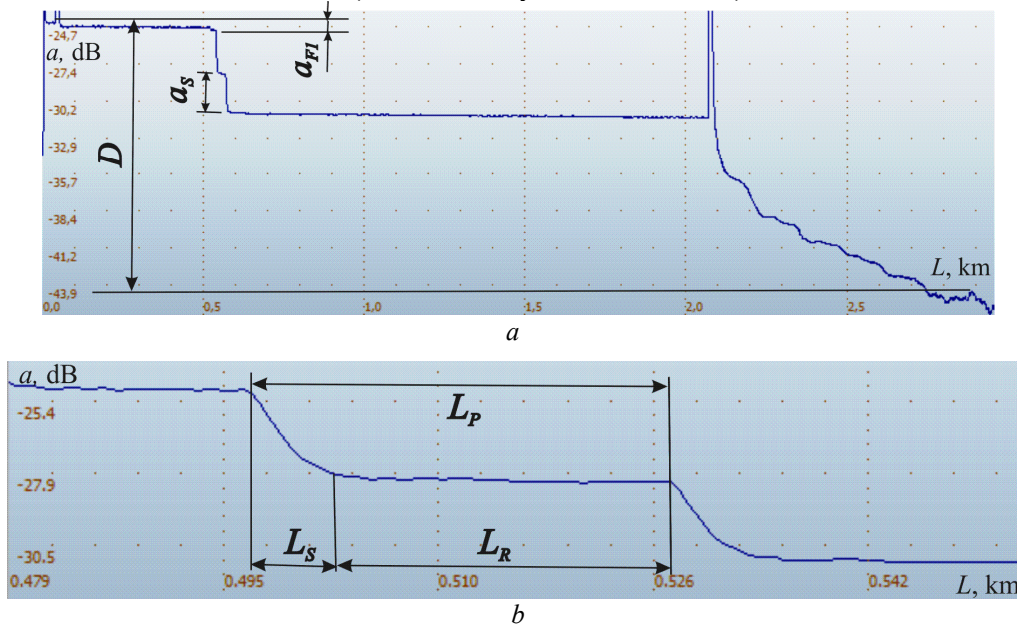 -24,7
a, dB
a_F1
-27,4
a_S
-30,2
-32,9
D
-35,7
-38,4
-41,2
L, km
-43,9
0,0 0,5 1,0 1,5 2,0 2,5
a
a, dB
-25.4
L_P
-27.9
L_S L_R
-30.5
0.479 0.495 0.510 0.526 0.542 L, km
b